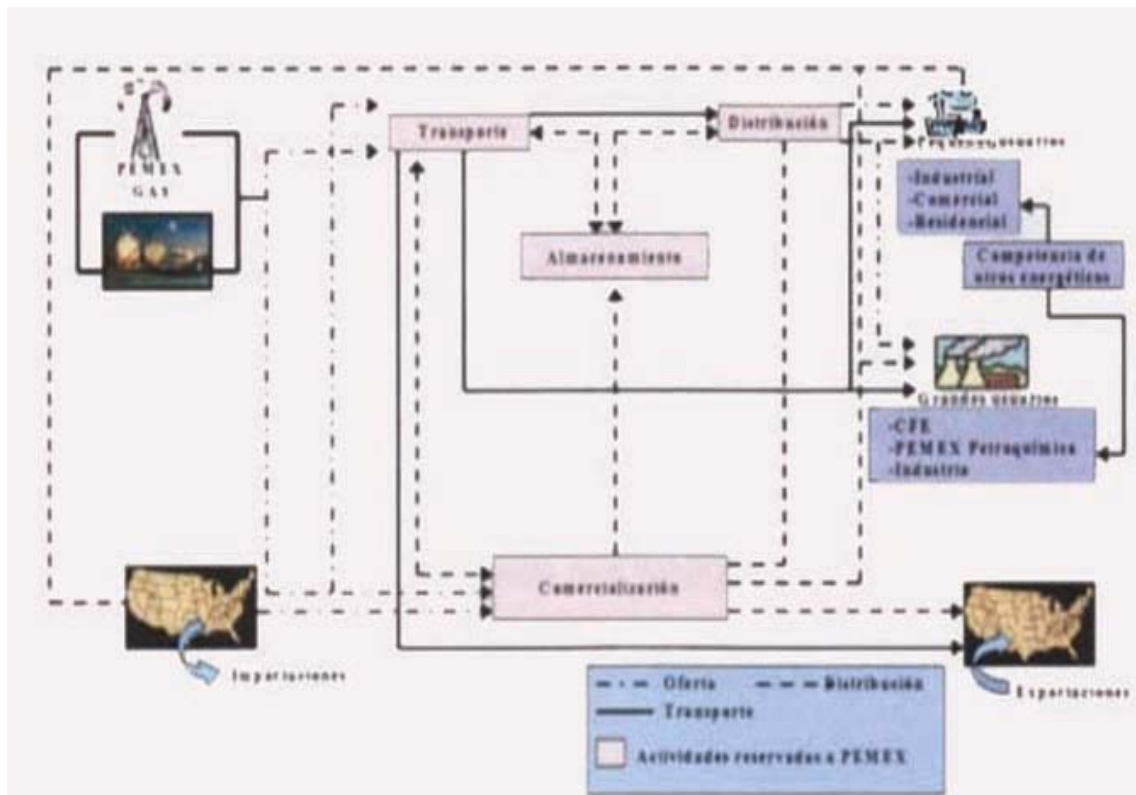 PEMEX
GAS
Transporte
Distribución
Pequeños usuarios
-Industrial
-Comercial
-Residencial
Competencia de
otros energéticos
Almacenamiento
Grandes usuarios
-CFE
-PEMEX Petroquímica
-Industria
Comercialización
Importaciones
Exportaciones
Oferta
Distribución
Transporte
Actividades reservadas a PEMEX